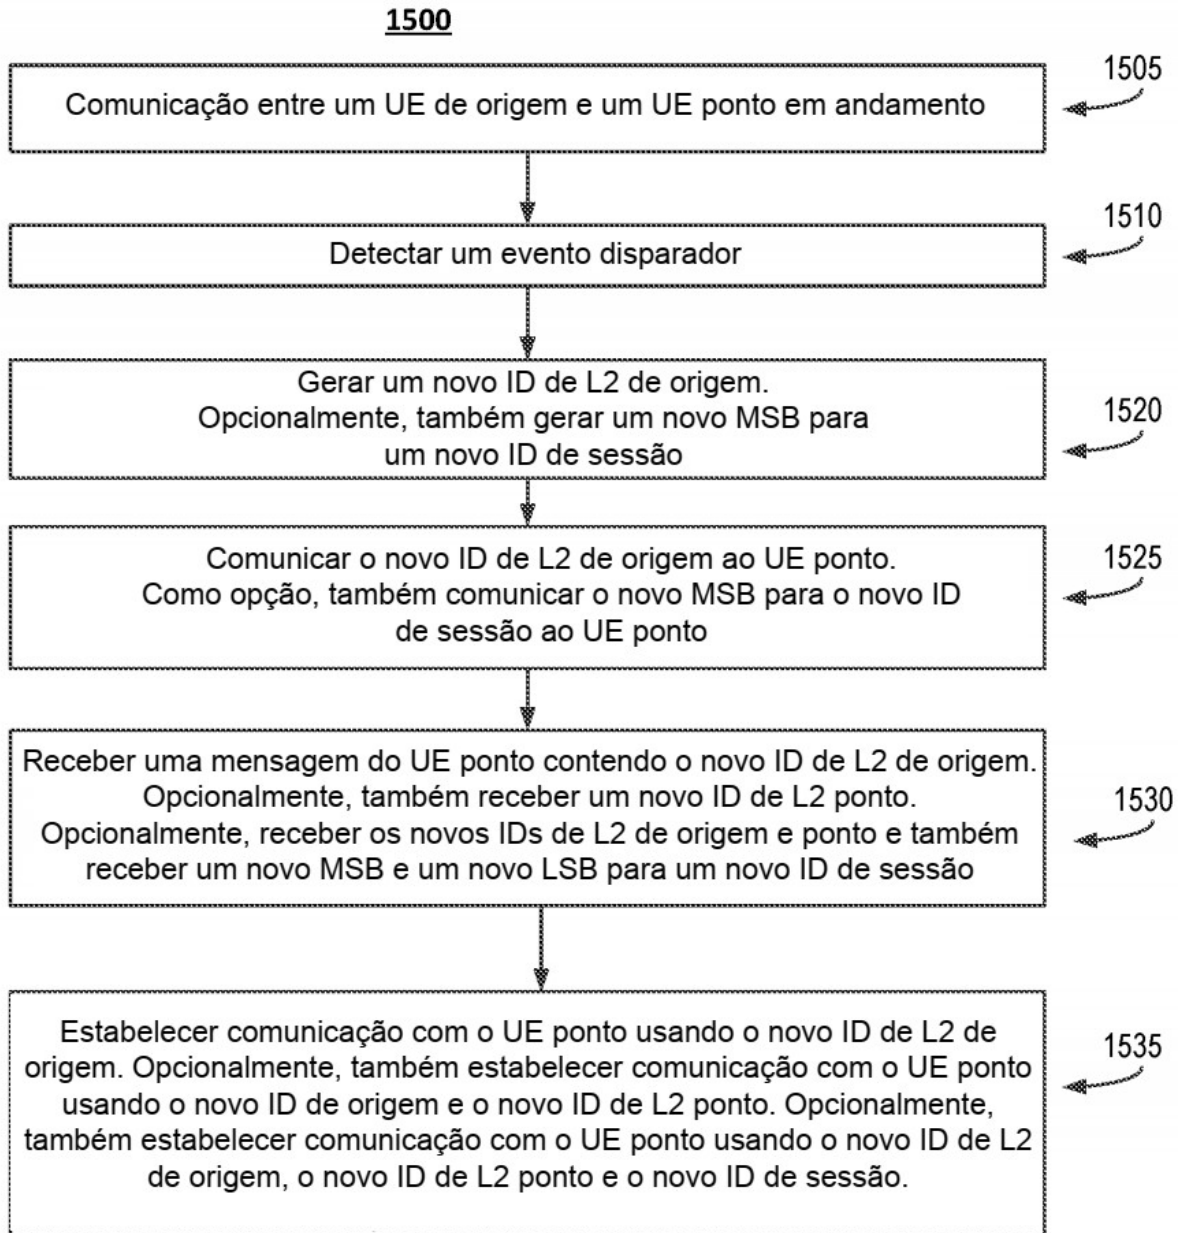 1500
1505
Comunicação entre um UE de origem e um UE ponto em andamento
1510
Detectar um evento disparador
Gerar um novo ID de L2 de origem.
Opcionalmente, também gerar um novo MSB para
um novo ID de sessão
1520
Comunicar o novo ID de L2 de origem ao UE ponto.
Como opção, também comunicar o novo MSB para o novo ID
de sessão ao UE ponto
1525
Receber uma mensagem do UE ponto contendo o novo ID de L2 de origem.
Opcionalmente, também receber um novo ID de L2 ponto.
Opcionalmente, receber os novos IDs de L2 de origem e ponto e também
receber um novo MSB e um novo LSB para um novo ID de sessão
1530
Estabelecer comunicação com o UE ponto usando o novo ID de L2 de
origem. Opcionalmente, também estabelecer comunicação com o UE ponto
usando o novo ID de origem e o novo ID de L2 ponto. Opcionalmente,
também estabelecer comunicação com o UE ponto usando o novo ID de L2
de origem, o novo ID de L2 ponto e o novo ID de sessão.
1535